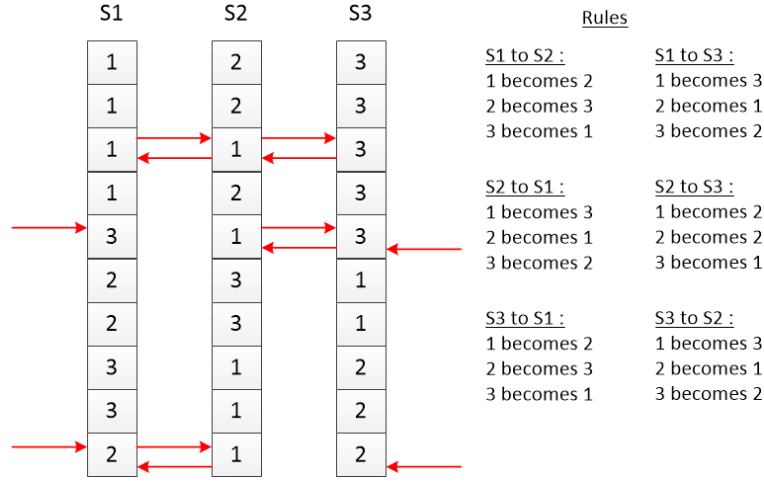 S1 S2 S3
Rules
1 2 3
1 2 3
1 1 3
1 2 3
3 1 3
2 3 1
2 3 1
3 1 2
3 1 2
2 1 2
S1 to S2 :
1 becomes 2
2 becomes 3
3 becomes 1
S1 to S3 :
1 becomes 3
2 becomes 1
3 becomes 2
S2 to S1 :
1 becomes 3
2 becomes 1
3 becomes 2
S2 to S3 :
1 becomes 2
2 becomes 2
3 becomes 1
S3 to S1 :
1 becomes 2
2 becomes 3
3 becomes 1
S3 to S2 :
1 becomes 3
2 becomes 1
3 becomes 2